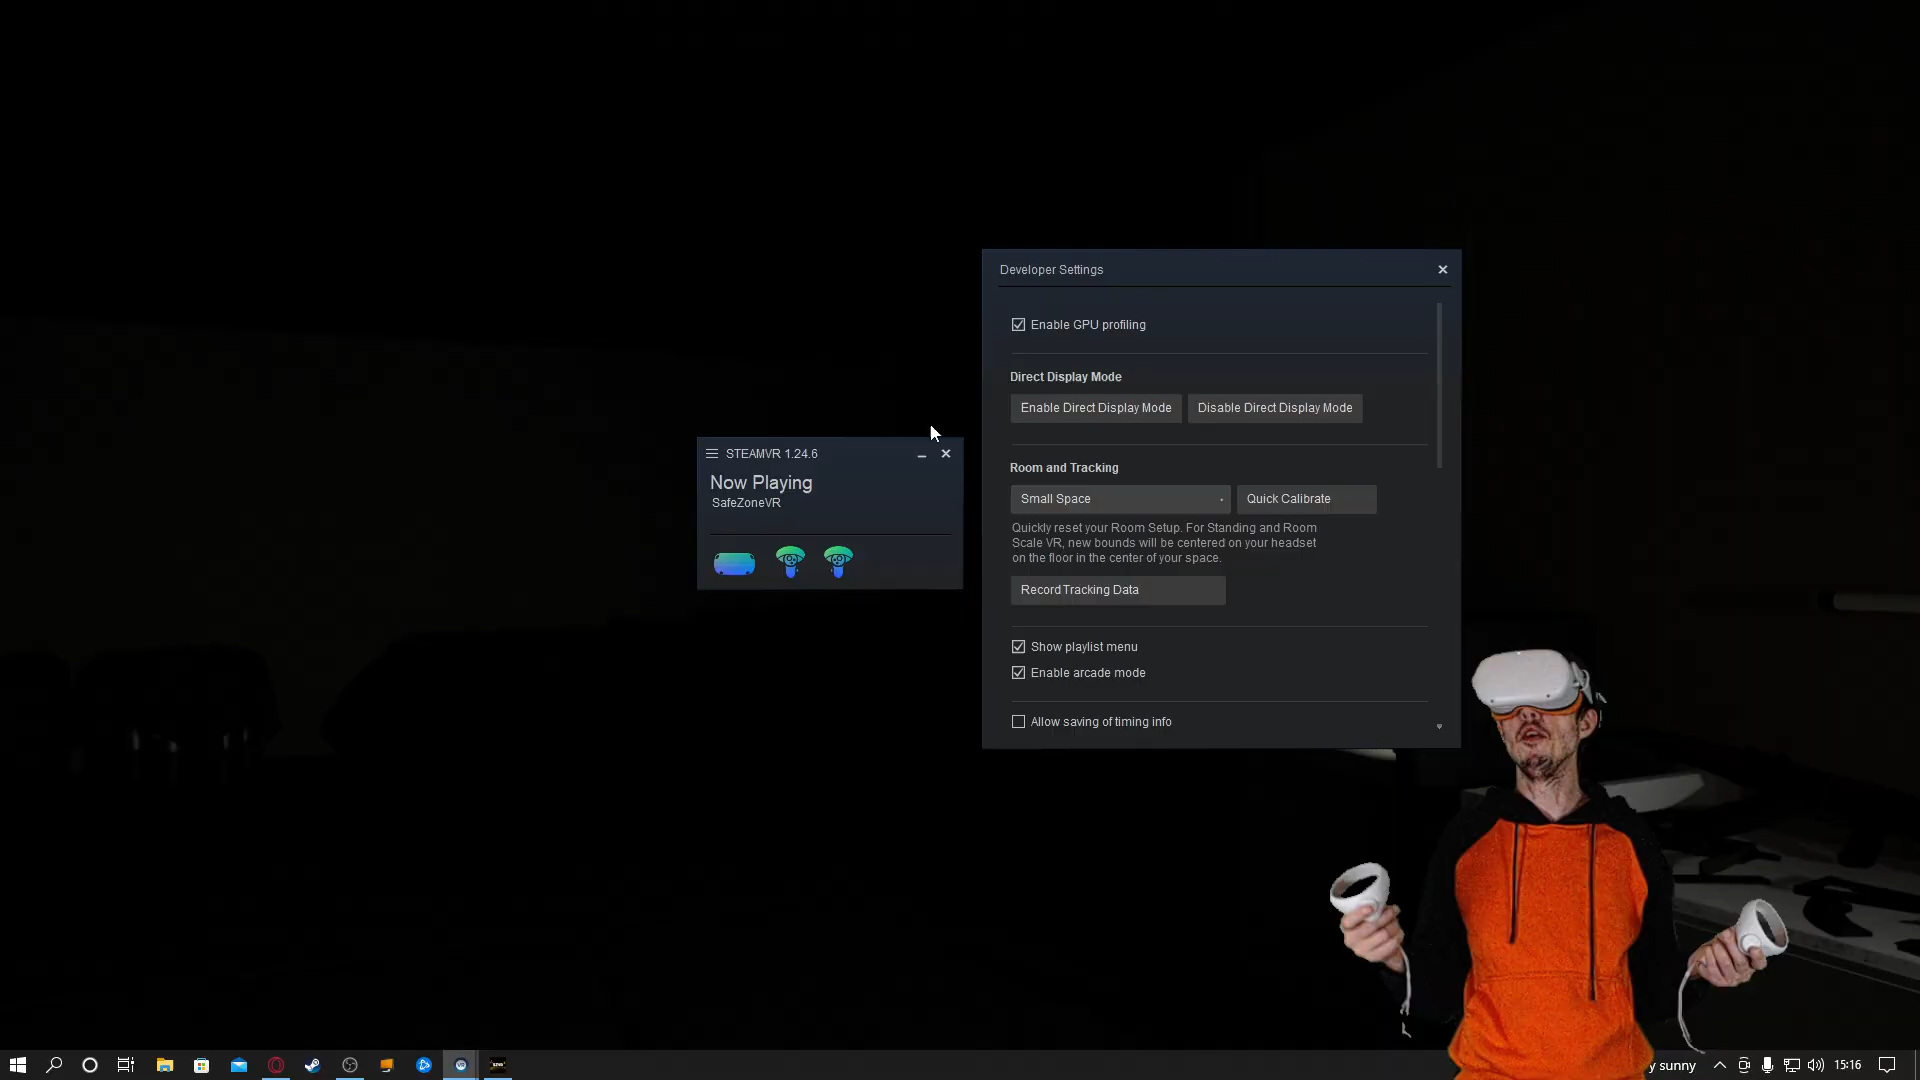 Developer Settings
Enable GPU profiling
Direct Display Mode
Enable Direct Display Mode
Disable Direct Display Mode
STEAMVR 1.24.6
Now Playing
SafeZoneVR
Room and Tracking
Small Space
Quick Calibrate
Quickly reset your Room Setup. For Standing and Room
Scale VR, new bounds will be centered on your headset
on the floor in the center of your space.
Record Tracking Data
Show playlist menu
Enable arcade mode
Allow saving of timing info
y sunny
15:16